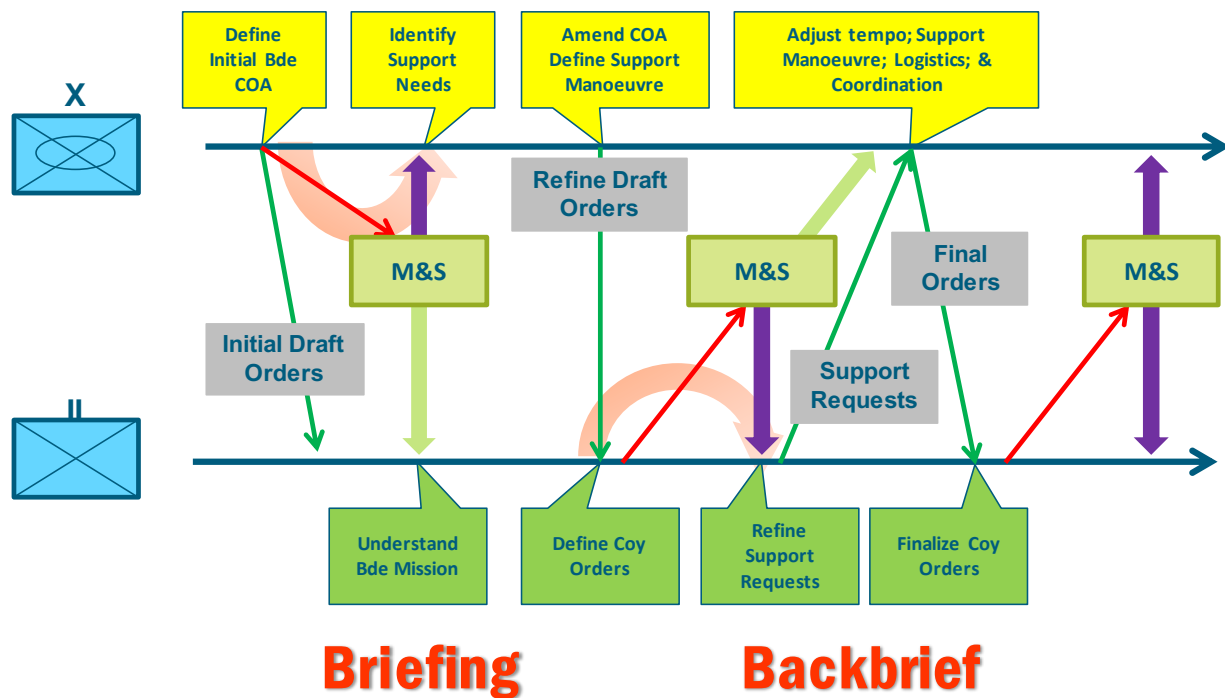 Define
Initial Bde
COA
Identify
Support
Needs
Amend COA
Define Support
Manoeuvre
Adjust tempo; Support
Manoeuvre; Logistics; &
Coordination
X
Refine Draft
Orders
M&S
M&S
Final
Orders
M&S
Initial Draft
Orders
Support
Requests
II
Understand
Bde Mission
Define Coy
Orders
Refine
Support
Requests
Finalize Coy
Orders
Briefing
Backbrief